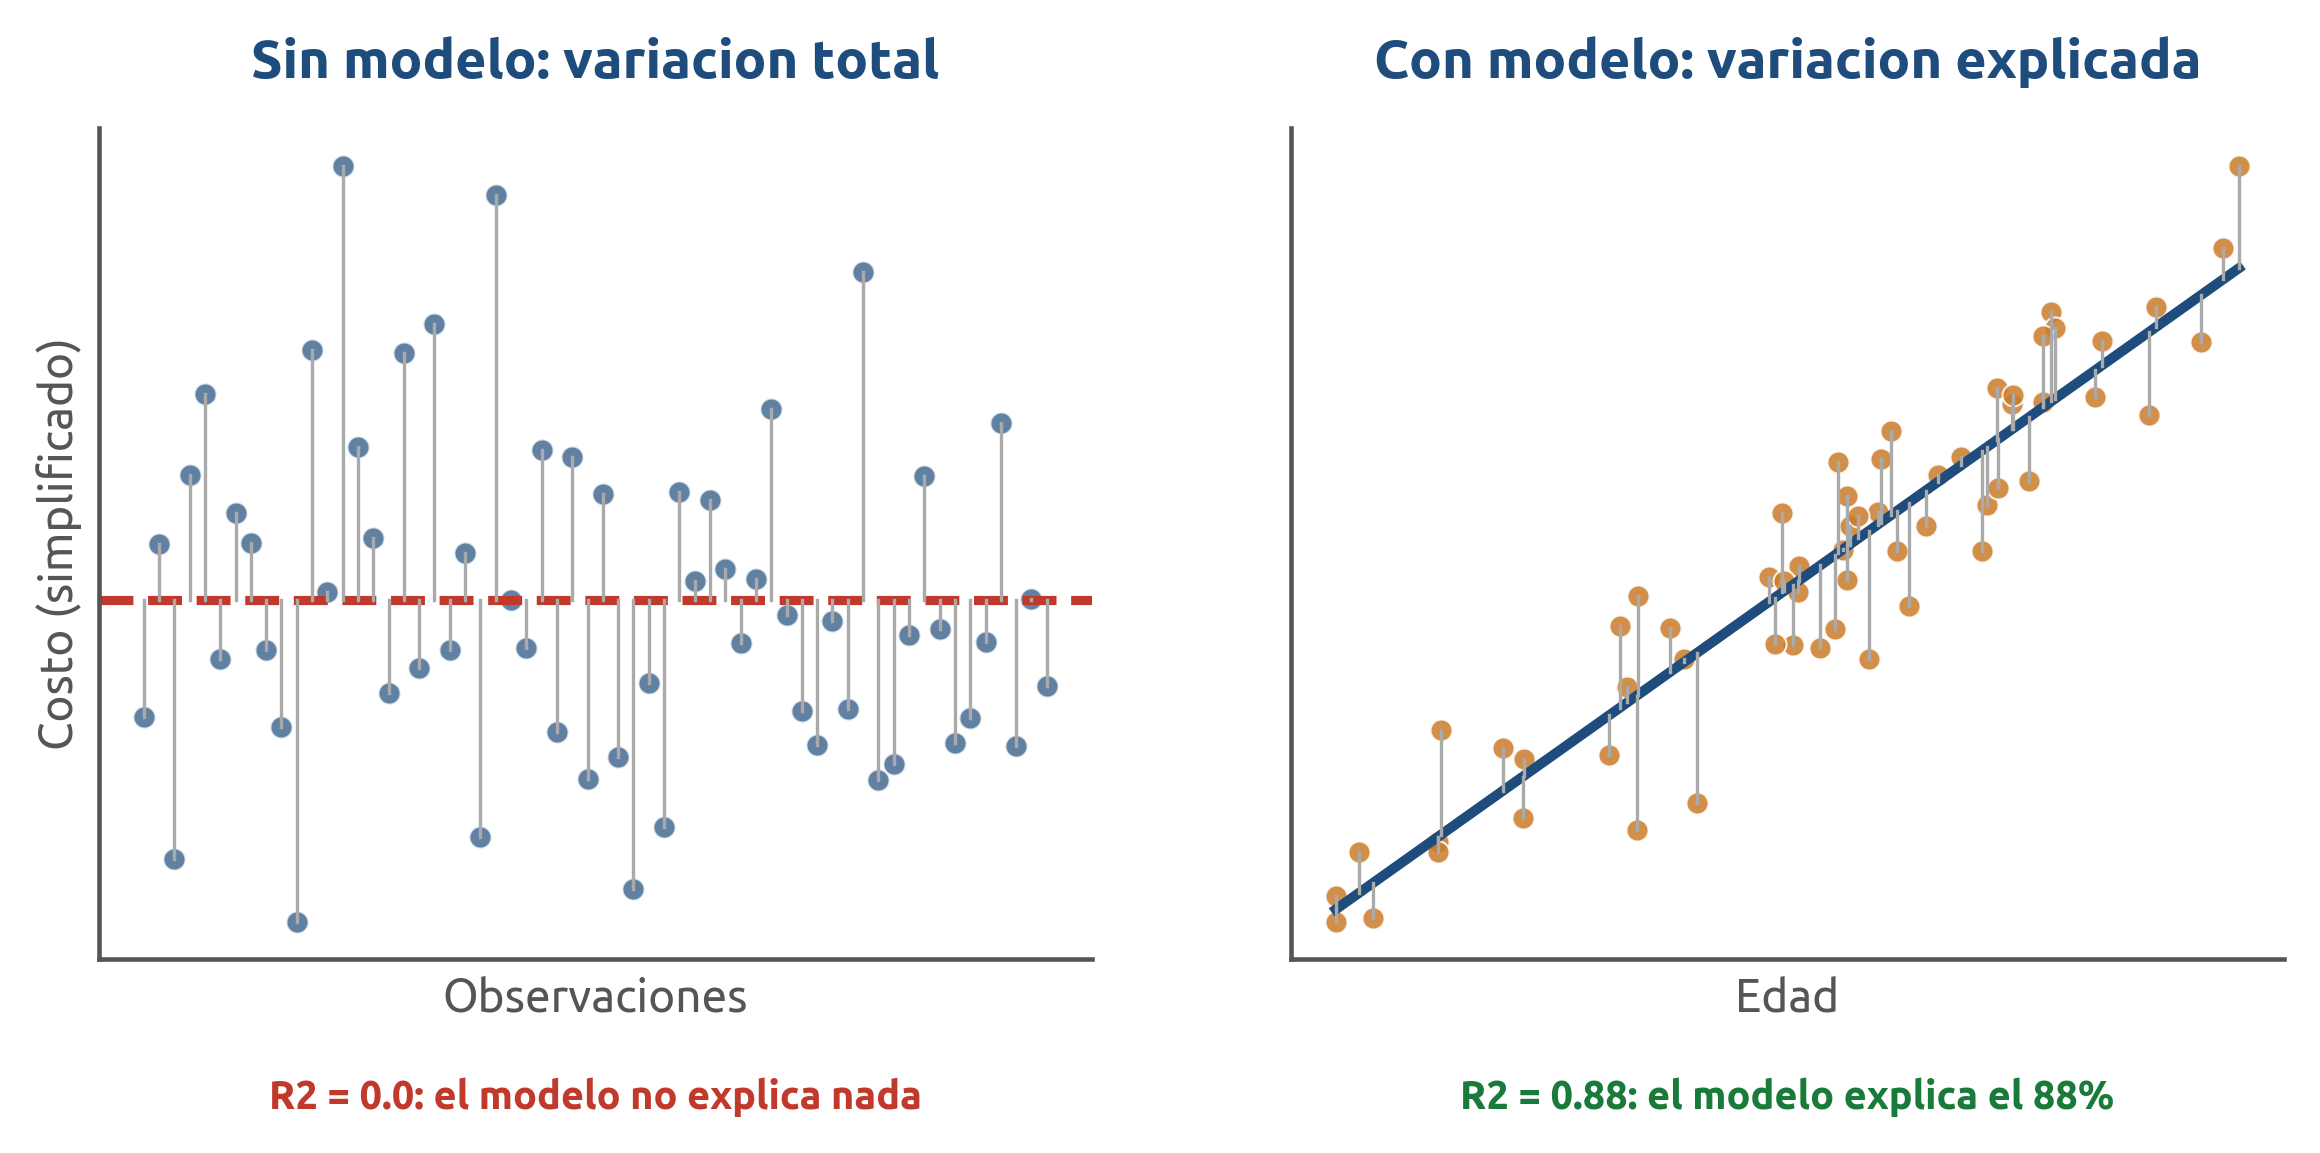 Sin modelo: variacion total
Con modelo: variacion explicada
Costo (simplificado)
Observaciones
Edad
R2 = 0.0: el modelo no explica nada
R2 = 0.88: el modelo explica el 88%